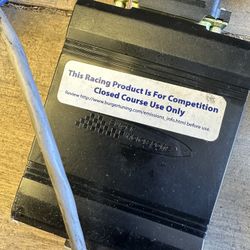 This Racing Product Is For Competition
Closed Course Use Only
Review http://www.burgertuning.com/emissions_info.html before use.